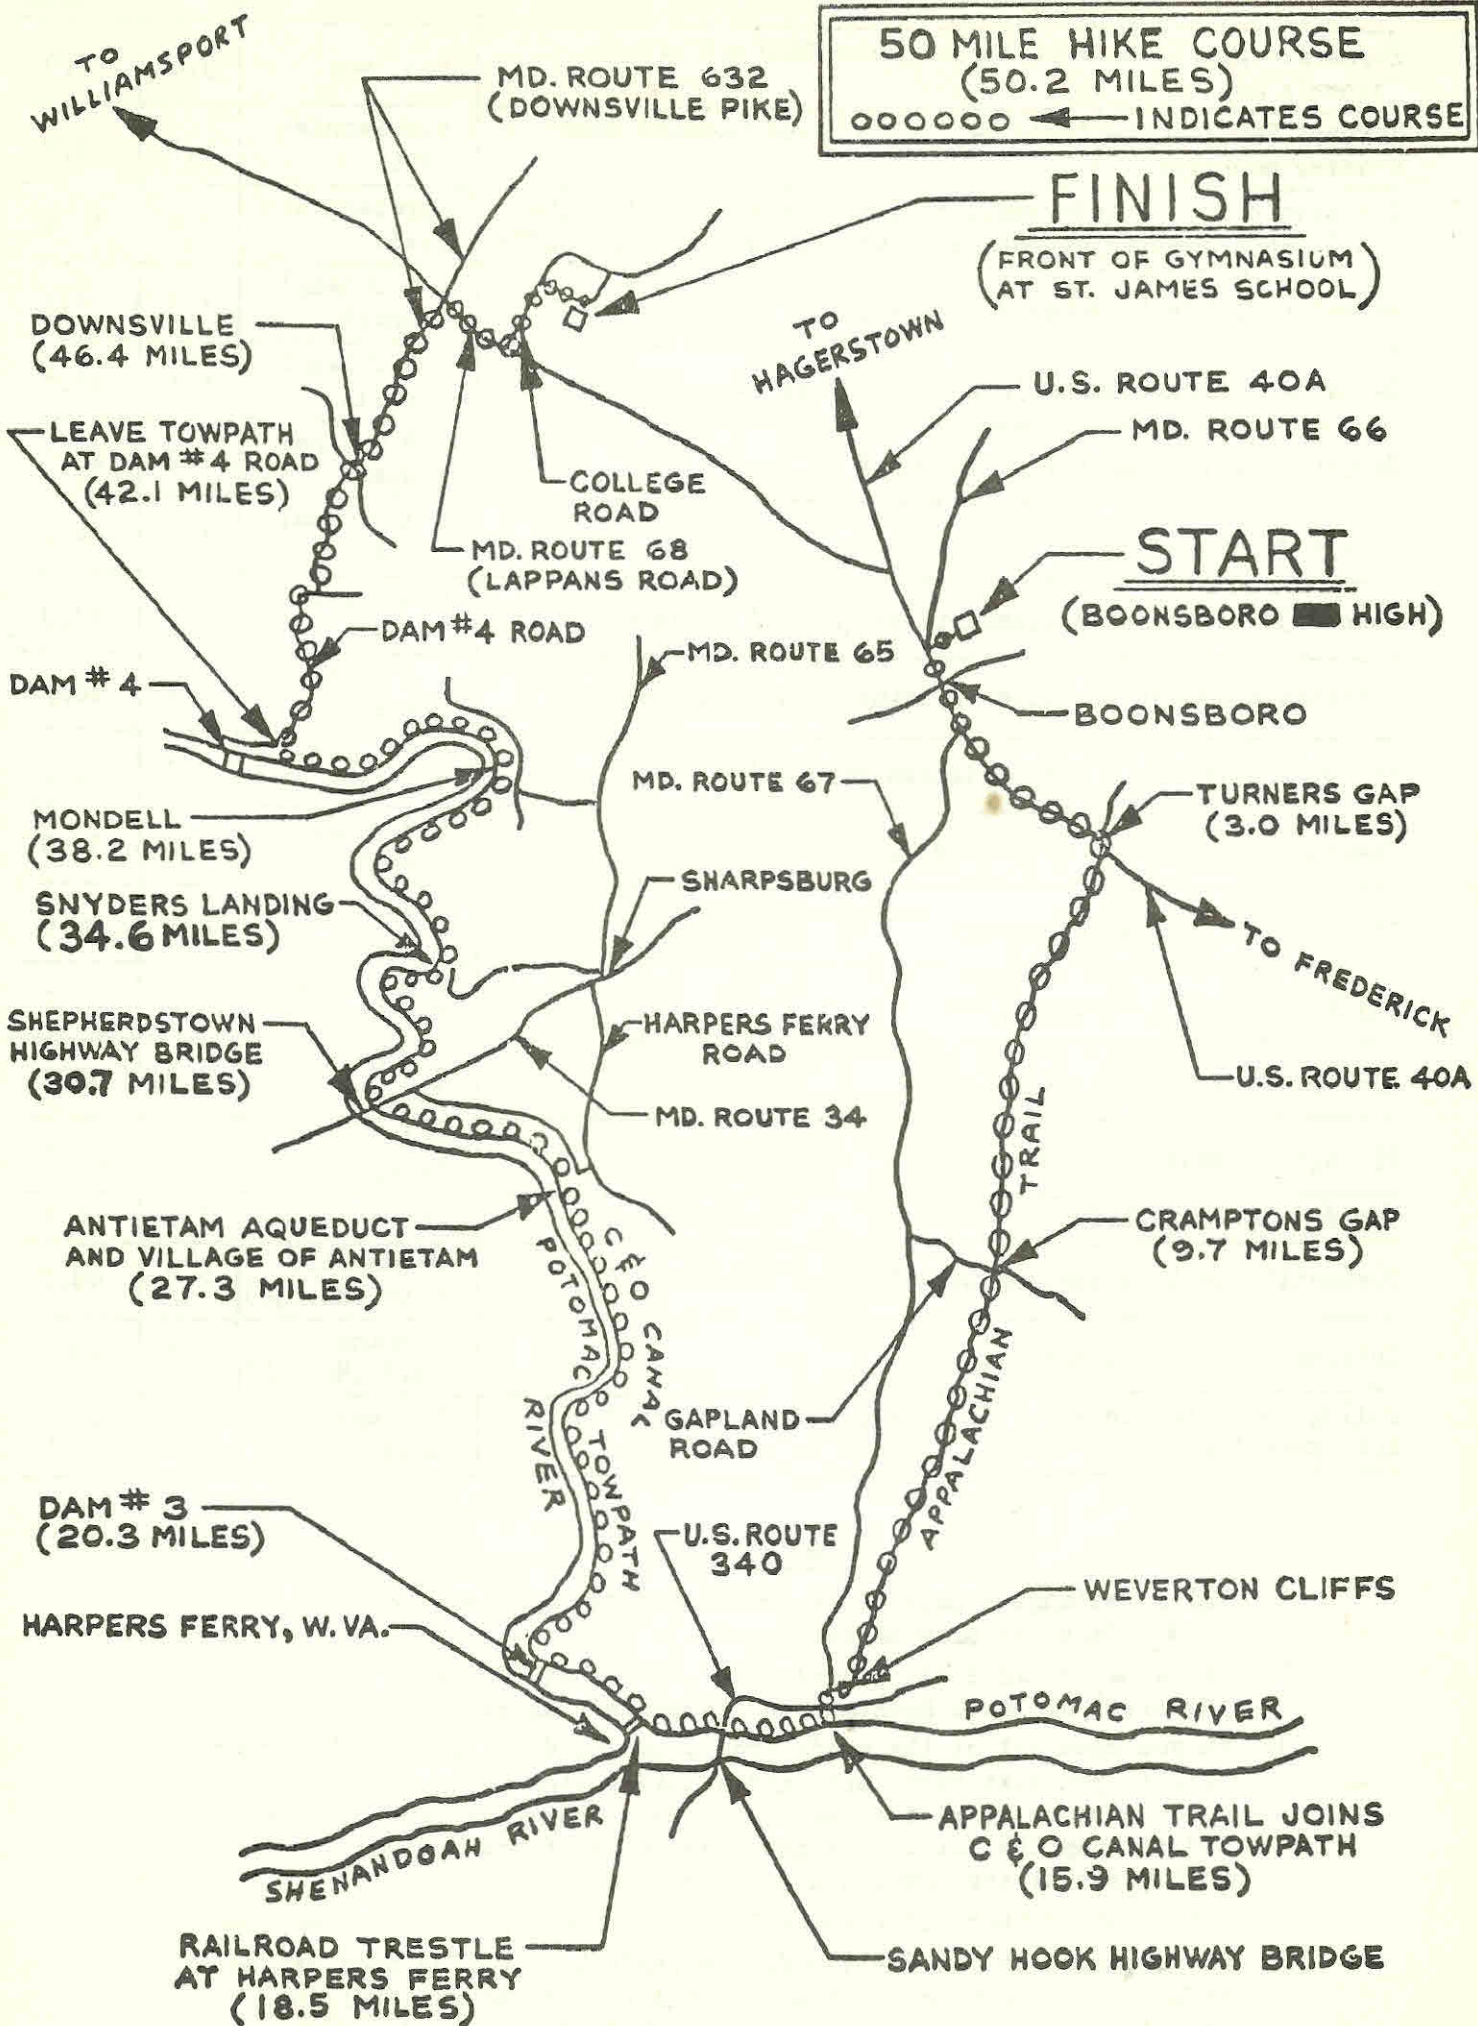 50 MILE HIKE COURSE
(50.2 MILES)
oooooo INDICATES COURSE
TO
WILLIAMSPORT
MD. ROUTE 632
(DOWNSVILLE PIKE)
FINISH
(FRONT OF GYMNASIUM
AT ST. JAMES SCHOOL)
DOWNSVILLE
(46.4 MILES)
TO
HAGERSTOWN
U.S. ROUTE 40A
MD. ROUTE 66
LEAVE TOWPATH
AT DAM #4 ROAD
(42.1 MILES)
COLLEGE
ROAD
MD. ROUTE 68
(LAPPANS ROAD)
START
(BOONSBORO HIGH)
DAM #4 ROAD
MD. ROUTE 65
DAM #4
BOONSBORO
MD. ROUTE 67
TURNERS GAP
(3.0 MILES)
MONDELL
(38.2 MILES)
SHARPSBURG
SNYDERS LANDING
(34.6 MILES)
TO FREDERICK
SHEPHERDSTOWN
HIGHWAY BRIDGE
(30.7 MILES)
HARPERS FERRY
ROAD
U.S. ROUTE 40A
MD. ROUTE 34
APPALACHIAN TRAIL
ANTIETAM AQUEDUCT
AND VILLAGE OF ANTIETAM
(27.3 MILES)
CRAMPTONS GAP
(9.7 MILES)
C & O CANAL
TOWPATH
POTOMAC
RIVER
GAPLAND
ROAD
DAM #3
(20.3 MILES)
U.S. ROUTE
340
WEVERTON CLIFFS
HARPERS FERRY, W. VA.
POTOMAC RIVER
SHENANDOAH RIVER
APPALACHIAN TRAIL JOINS
C & O CANAL TOWPATH
(15.9 MILES)
RAILROAD TRESTLE
AT HARPERS FERRY
(18.5 MILES)
SANDY HOOK HIGHWAY BRIDGE